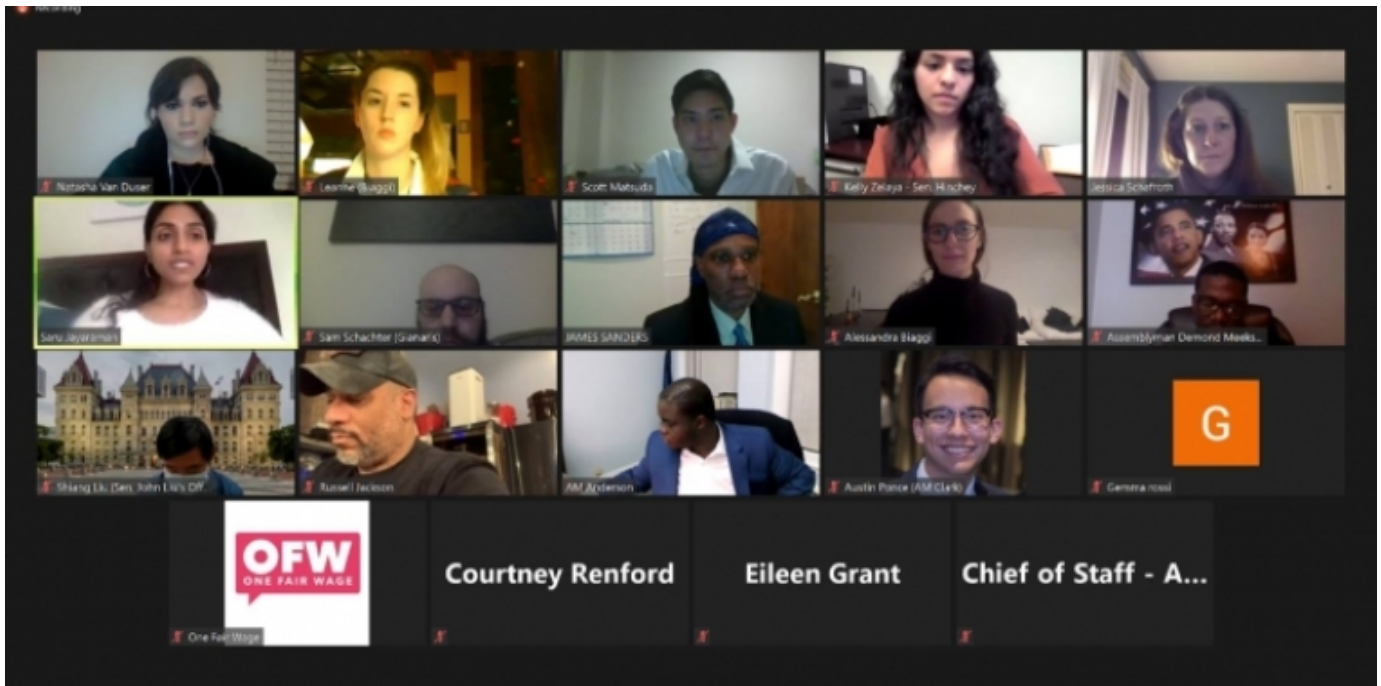 Recording
Natasha Van Duser
Leanne (Biaggi)
Scott Matsuda
Kelly Zelaya - Sen. Hinchey
Jessica Schafroth
Saru Jayaraman
Sam Schachter (Gianaris)
JAMES SANDERS
Alessandra Biaggi
Assemblyman Demond Meeks...
Shiang Liu (Sen. John Liu's Off...
Russell Jackson
AM Anderson
Austin Ponce (AM Clark)
Gemma rossi
G
OFW
ONE FAIR WAGE
One Fair Wage
Courtney Renford
Eileen Grant
Chief of Staff - A...